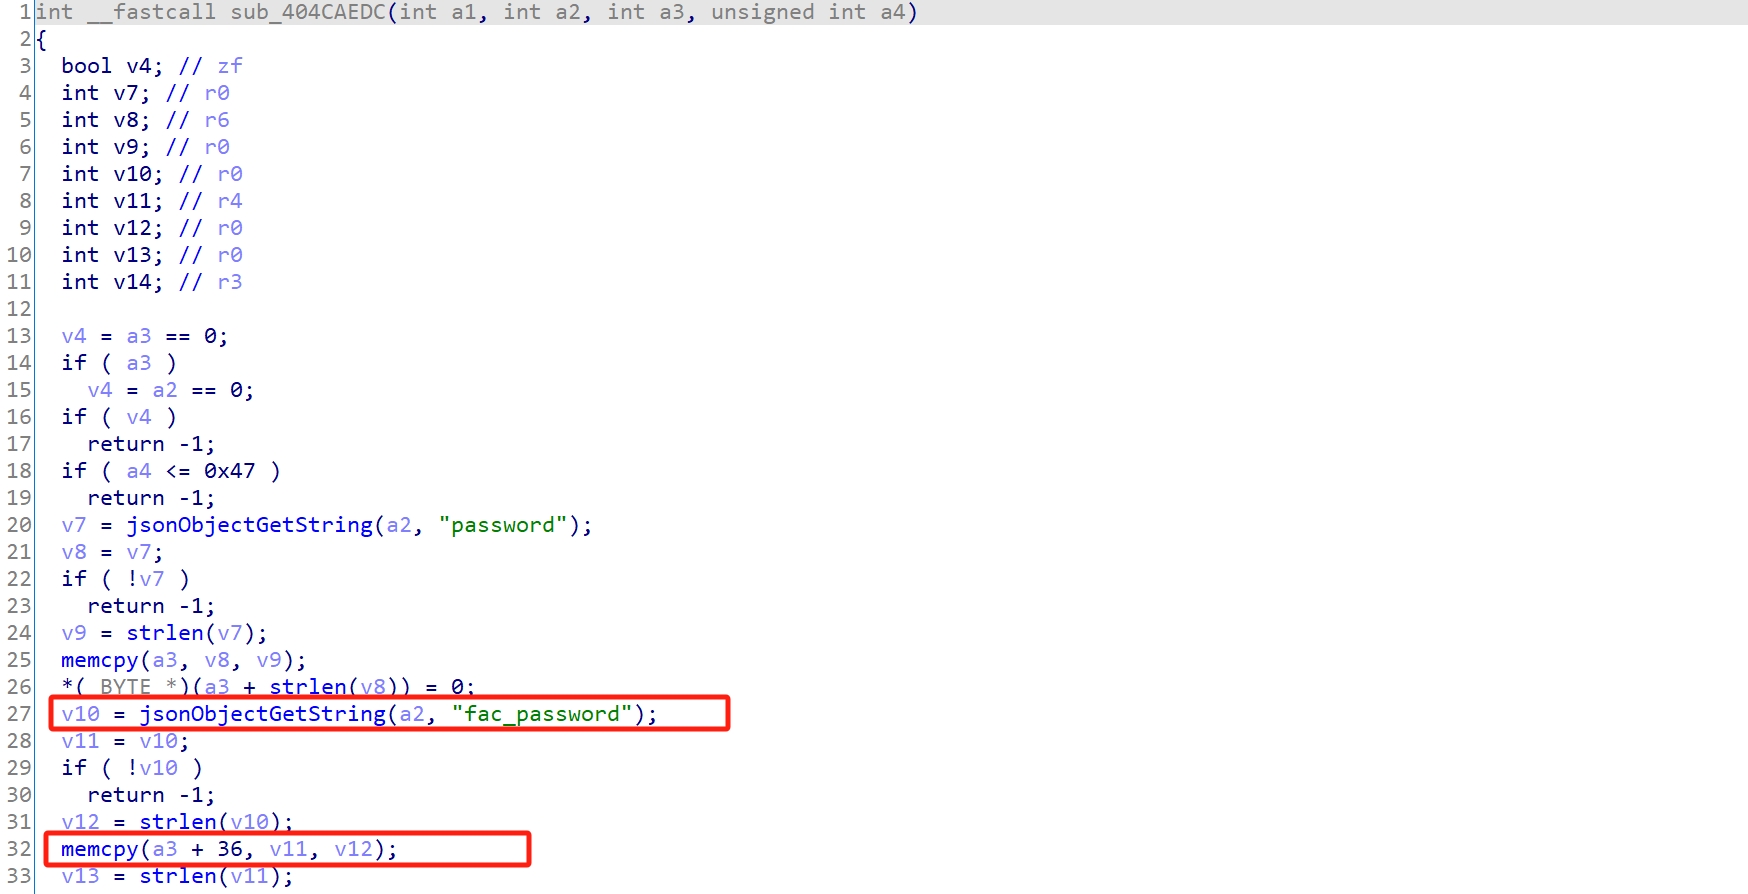 1 int __fastcall sub_404CAEDC(int a1, int a2, int a3, unsigned int a4)
2 {
3   bool v4; // zf
4   int v7; // r0
5   int v8; // r6
6   int v9; // r0
7   int v10; // r0
8   int v11; // r4
9   int v12; // r0
10   int v13; // r0
11   int v14; // r3
12
13   v4 = a3 == 0;
14   if ( a3 )
15     v4 = a2 == 0;
16   if ( v4 )
17     return -1;
18   if ( a4 <= 0x47 )
19     return -1;
20   v7 = jsonObjectGetString(a2, "password");
21   v8 = v7;
22   if ( !v7 )
23     return -1;
24   v9 = strlen(v7);
25   memcpy(a3, v8, v9);
26   *(_BYTE *)(a3 + strlen(v8)) = 0;
27   v10 = jsonObjectGetString(a2, "fac_password");
28   v11 = v10;
29   if ( !v10 )
30     return -1;
31   v12 = strlen(v10);
32   memcpy(a3 + 36, v11, v12);
33   v13 = strlen(v11);